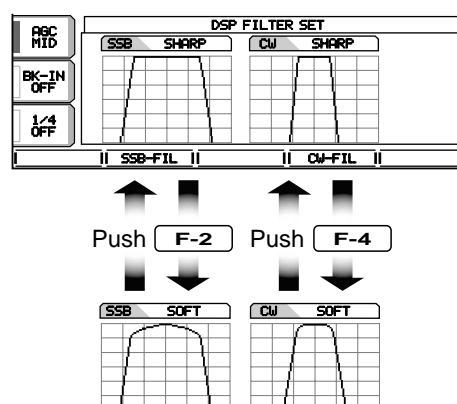 DSP FILTER SET
AGC
MID
SSB SHARP CW SHARP
BK-IN
OFF
1/4
OFF
SSB-FIL CW-FIL
Push F-2 Push F-4
SSB SOFT CW SOFT